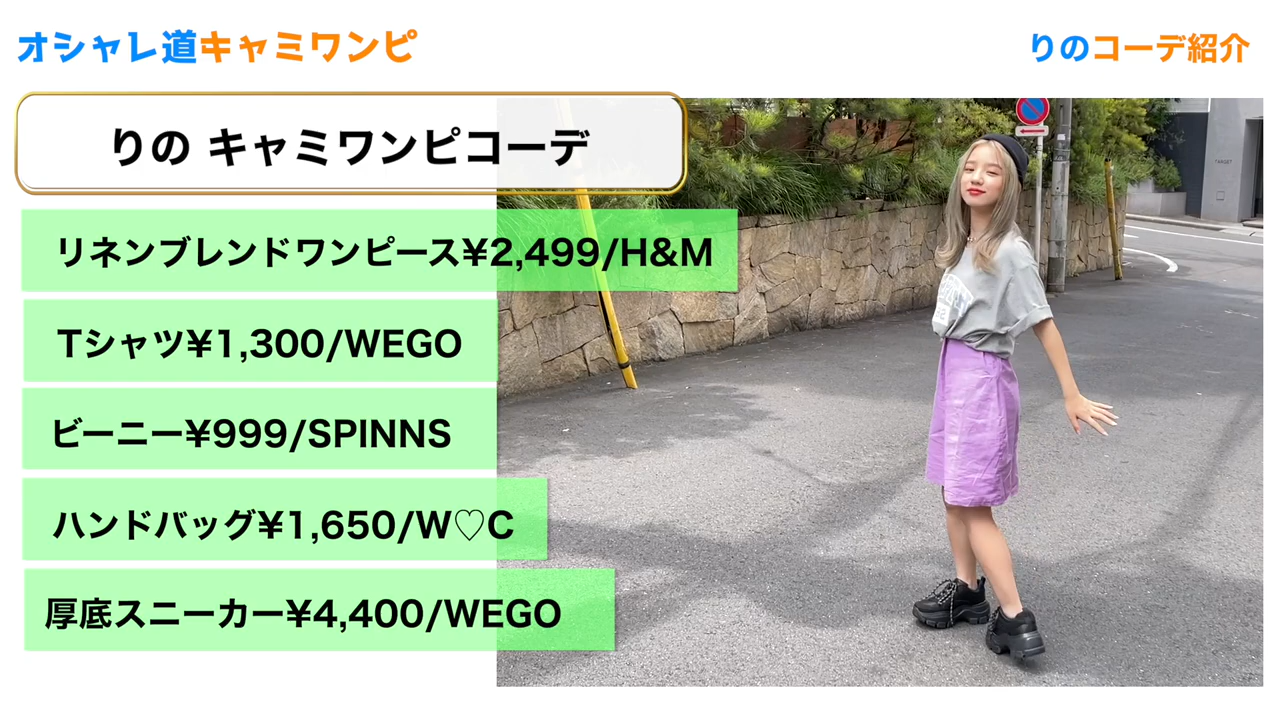 オシャレ道キャミワンピ
りのコーデ紹介
りの キャミワンピコーデ
リネンブレンドワンピース¥2,499/H&M
Tシャツ¥1,300/WEGO
ビーニー¥999/SPINNS
ハンドバッグ¥1,650/W♡C
厚底スニーカー¥4,400/WEGO